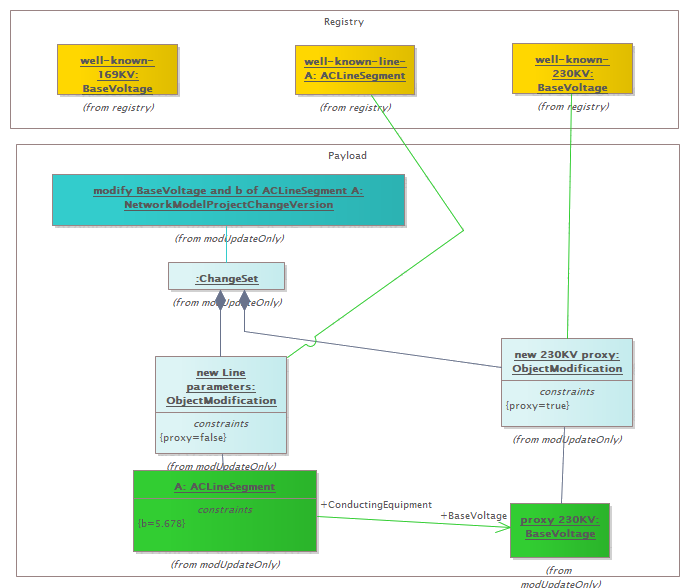 Registry
well-known-
169KV:
BaseVoltage
(from registry)
well-known-line-
A: ACLineSegment
(from registry)
well-known-
230KV:
BaseVoltage
(from registry)
Payload
modify BaseVoltage and b of ACLineSegment A:
NetworkModelProjectChangeVersion
(from modUpdateOnly)
:ChangeSet
(from modUpdateOnly)
new Line
parameters:
ObjectModification
constraints
{proxy=false}
(from modUpdateOnly)
new 230KV proxy:
ObjectModification
constraints
{proxy=true}
(from modUpdateOnly)
A: ACLineSegment
constraints
{b=5.678}
(from modUpdateOnly)
+ConductingEquipment
+BaseVoltage
proxy 230KV:
BaseVoltage
(from
modUpdateOnly)